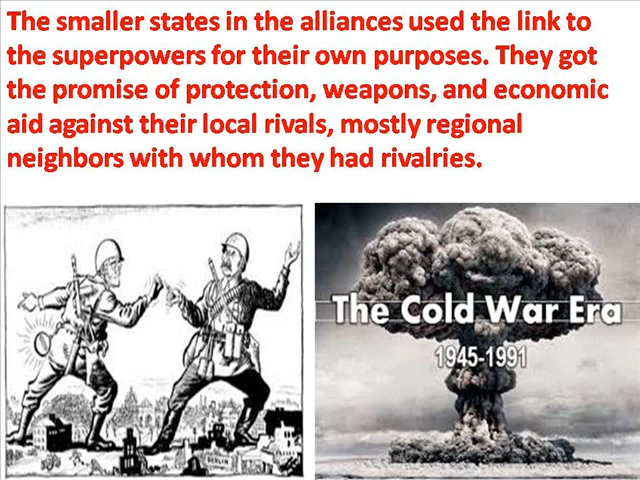 The smaller states in the alliances used the link to
the superpowers for their own purposes. They got
the promise of protection, weapons, and economic
aid against their local rivals, mostly regional
neighbors with whom they had rivalries.
The Cold War Era
1945-1991
BERLIN